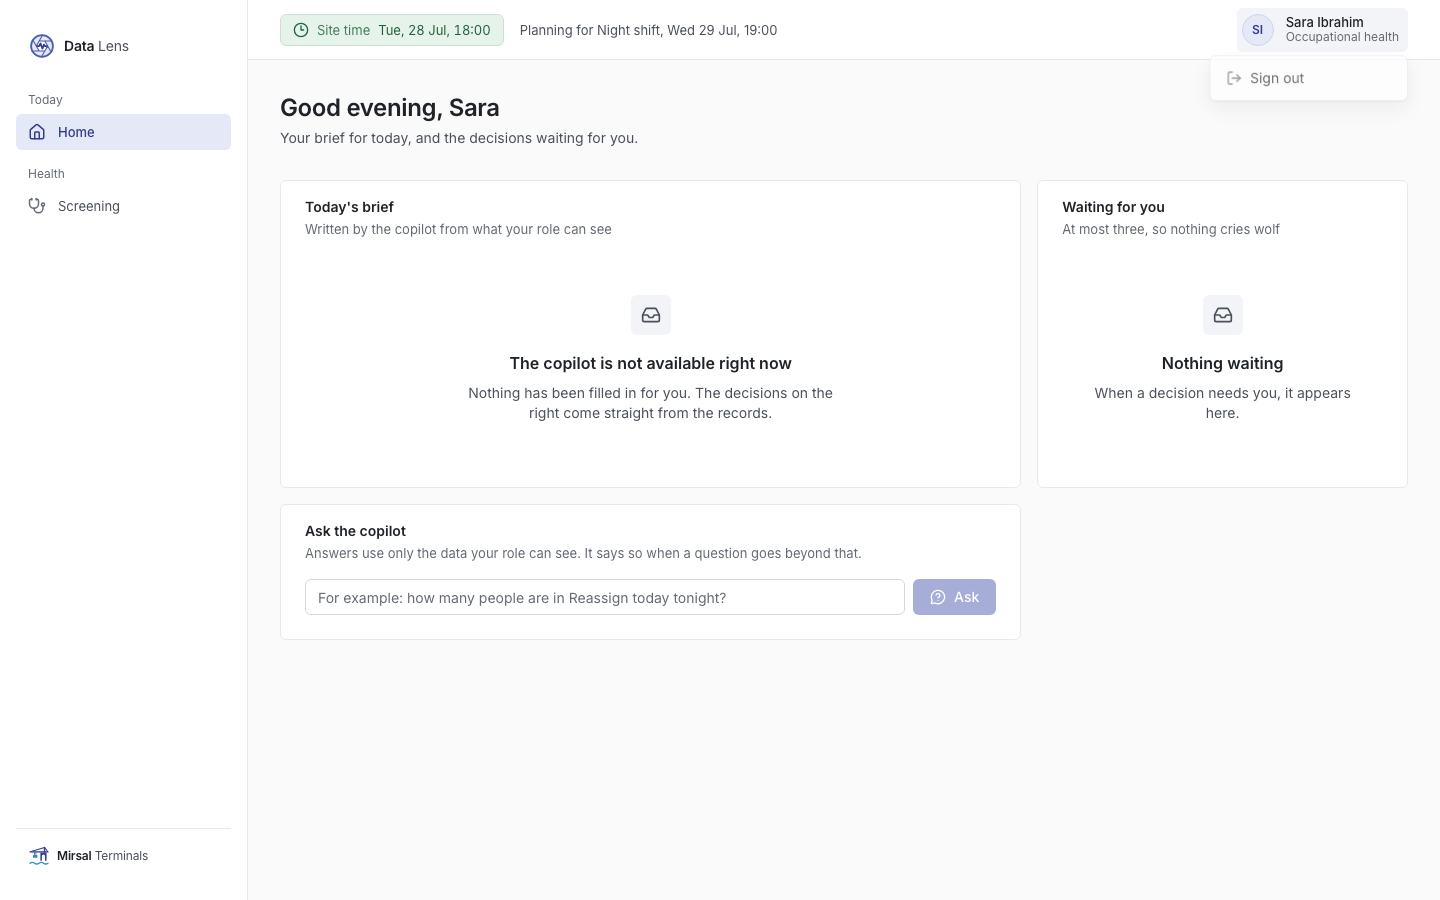 Data Lens
Today
Home
Health
Screening
Mirsal Terminals
Site time Tue, 28 Jul, 18:00
Planning for Night shift, Wed 29 Jul, 19:00
SI
Sara Ibrahim
Occupational health
Sign out
Good evening, Sara
Your brief for today, and the decisions waiting for you.
Today's brief
Written by the copilot from what your role can see
The copilot is not available right now
Nothing has been filled in for you. The decisions on the
right come straight from the records.
Waiting for you
At most three, so nothing cries wolf
Nothing waiting
When a decision needs you, it appears
here.
Ask the copilot
Answers use only the data your role can see. It says so when a question goes beyond that.
For example: how many people are in Reassign today tonight?
Ask